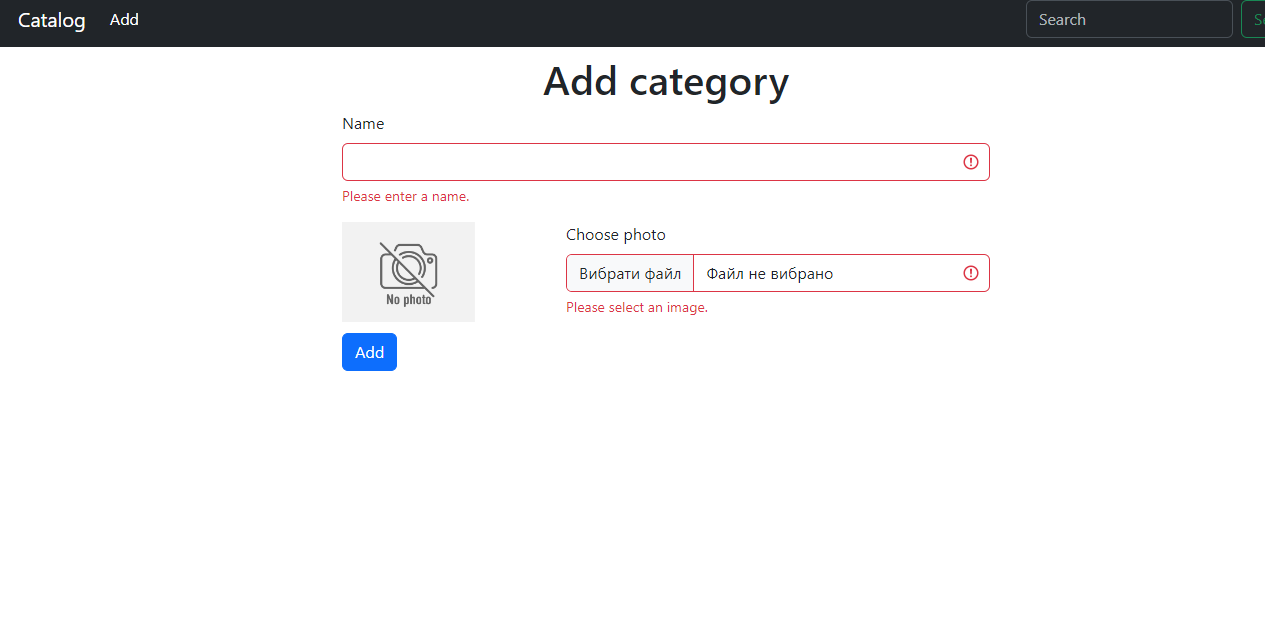 Catalog Add Search
Add category
Name
Please enter a name.
Choose photo
Вибрати файл Файл не вибрано
No photo
Please select an image.
Add